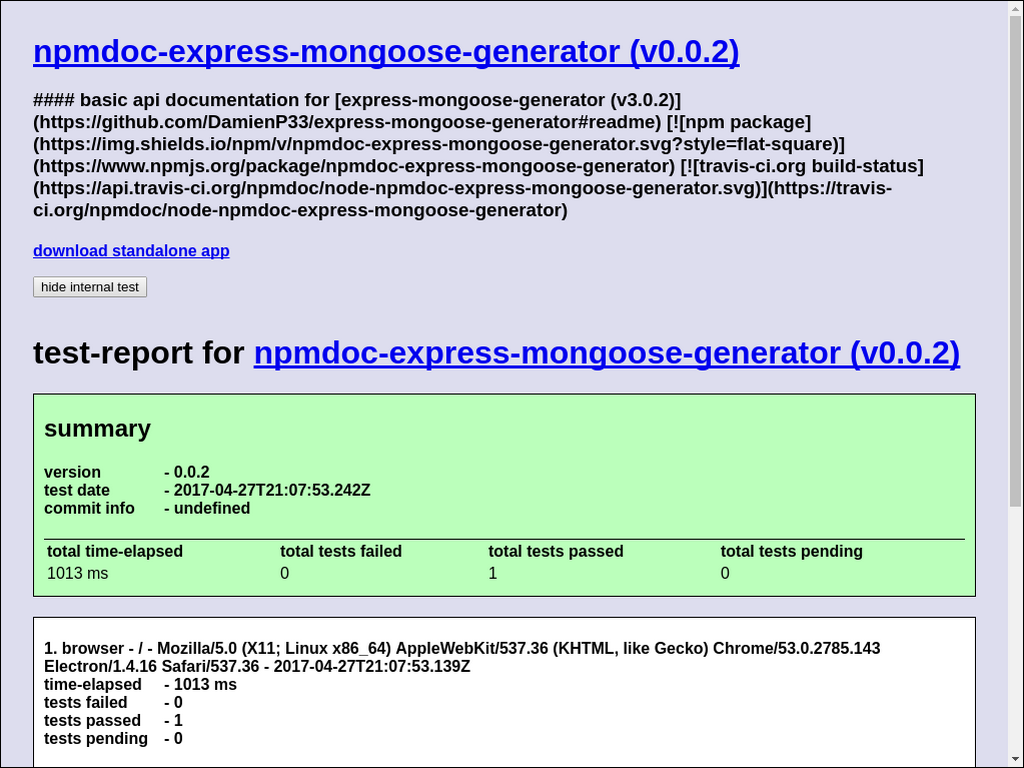 npmdoc-express-mongoose-generator (v0.0.2)
#### basic api documentation for [express-mongoose-generator (v3.0.2)]
(https://github.com/DamienP33/express-mongoose-generator#readme) [![npm package]
(https://img.shields.io/npm/v/npmdoc-express-mongoose-generator.svg?style=flat-square)]
(https://www.npmjs.org/package/npmdoc-express-mongoose-generator) [![travis-ci.org build-status]
(https://api.travis-ci.org/npmdoc/node-npmdoc-express-mongoose-generator.svg)](https://travis-
ci.org/npmdoc/node-npmdoc-express-mongoose-generator)
download standalone app
hide internal test
test-report for npmdoc-express-mongoose-generator (v0.0.2)
summary
version - 0.0.2
test date - 2017-04-27T21:07:53.242Z
commit info - undefined
total time-elapsed total tests failed total tests passed total tests pending
1013 ms 0 1 0
1. browser - / - Mozilla/5.0 (X11; Linux x86_64) AppleWebKit/537.36 (KHTML, like Gecko) Chrome/53.0.2785.143
Electron/1.4.16 Safari/537.36 - 2017-04-27T21:07:53.139Z
time-elapsed - 1013 ms
tests failed - 0
tests passed - 1
tests pending - 0